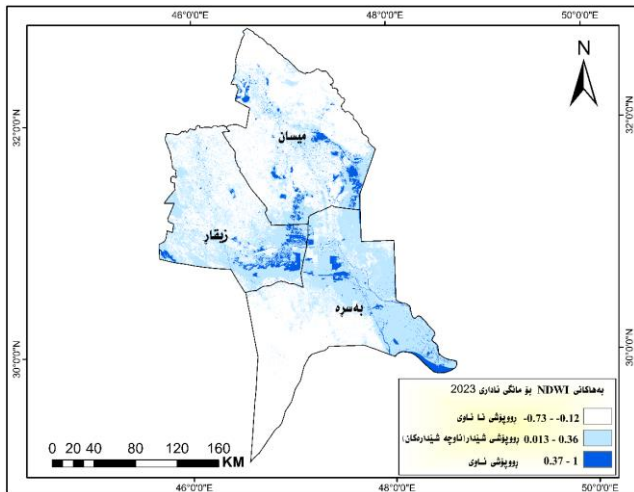 46°0'0"E
48°0'0"E
50°0'0"E
N
32°0'0"N
32°0'0"N
میسان
زیقار
بەسرە
30°0'0"N
30°0'0"N
بەهاکانی NDWI بۆ مانگی ئاداری 2023
-0.73 - -0.12 رووپۆشی نا ئاوی
0.013 - 0.36 رووپۆشی شێدار(ناوچە شێدارەکان)
0.37 - 1 رووپۆشی ئاوی
0 20 40 80 120 160
KM
46°0'0"E
48°0'0"E
50°0'0"E